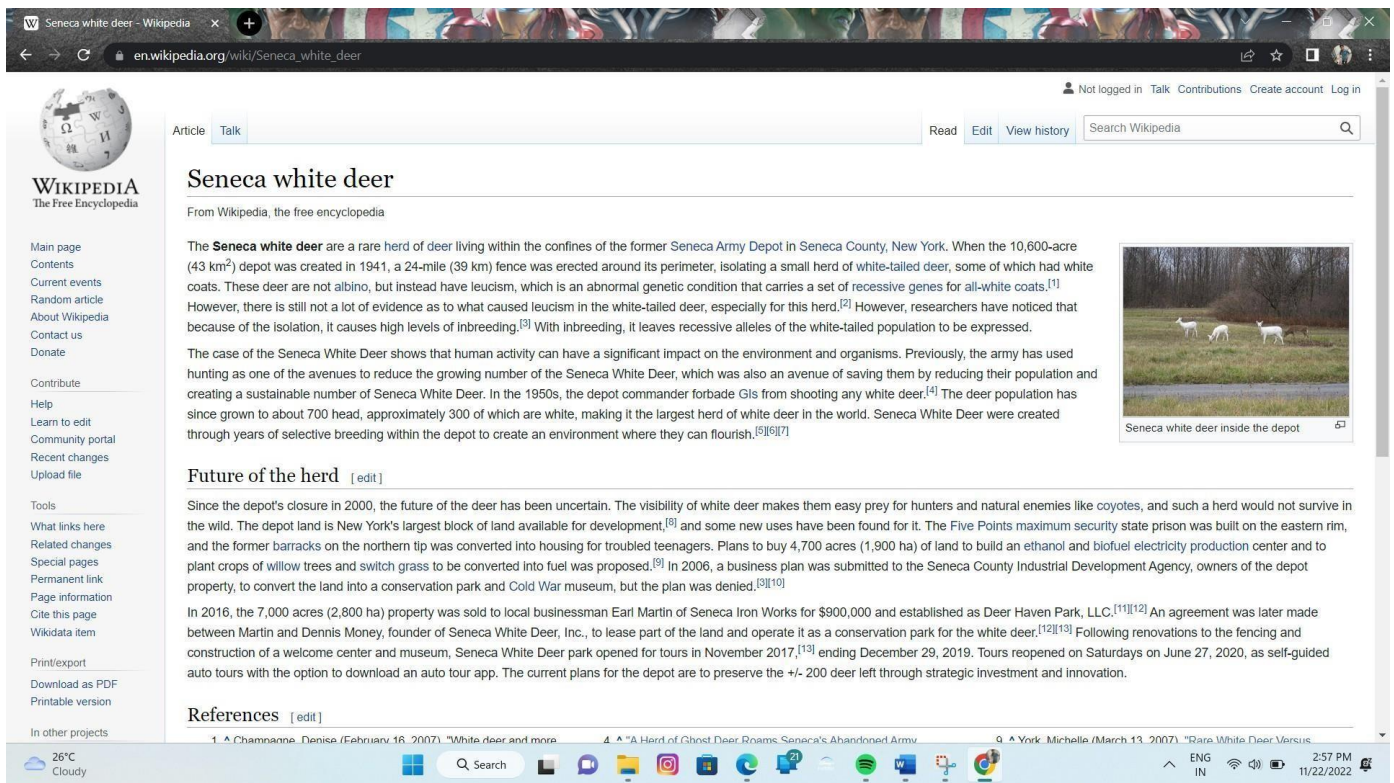 Seneca white deer - Wikipedia
en.wikipedia.org/wiki/Seneca_white_deer
Not logged in Talk Contributions Create account Log in
Article Talk
Read Edit View history Search Wikipedia
WIKIPEDIA
The Free Encyclopedia
Main page
Contents
Current events
Random article
About Wikipedia
Contact us
Donate
Contribute
Help
Learn to edit
Community portal
Recent changes
Upload file
Tools
What links here
Related changes
Special pages
Permanent link
Page information
Cite this page
Wikidata item
Print/export
Download as PDF
Printable version
In other projects
Seneca white deer
From Wikipedia, the free encyclopedia
The Seneca white deer are a rare herd of deer living within the confines of the former Seneca Army Depot in Seneca County, New York. When the 10,600-acre
(43 km2) depot was created in 1941, a 24-mile (39 km) fence was erected around its perimeter, isolating a small herd of white-tailed deer, some of which had white
coats. These deer are not albino, but instead have leucism, which is an abnormal genetic condition that carries a set of recessive genes for all-white coats.[1]
However, there is still not a lot of evidence as to what caused leucism in the white-tailed deer, especially for this herd.[2] However, researchers have noticed that
because of the isolation, it causes high levels of inbreeding.[3] With inbreeding, it leaves recessive alleles of the white-tailed population to be expressed.
The case of the Seneca White Deer shows that human activity can have a significant impact on the environment and organisms. Previously, the army has used
hunting as one of the avenues to reduce the growing number of the Seneca White Deer, which was also an avenue of saving them by reducing their population and
creating a sustainable number of Seneca White Deer. In the 1950s, the depot commander forbade GIs from shooting any white deer.[4] The deer population has
since grown to about 700 head, approximately 300 of which are white, making it the largest herd of white deer in the world. Seneca White Deer were created
through years of selective breeding within the depot to create an environment where they can flourish.[5][6][7]
Seneca white deer inside the depot
Future of the herd [ edit ]
Since the depot's closure in 2000, the future of the deer has been uncertain. The visibility of white deer makes them easy prey for hunters and natural enemies like coyotes, and such a herd would not survive in
the wild. The depot land is New York's largest block of land available for development,[8] and some new uses have been found for it. The Five Points maximum security state prison was built on the eastern rim,
and the former barracks on the northern tip was converted into housing for troubled teenagers. Plans to buy 4,700 acres (1,900 ha) of land to build an ethanol and biofuel electricity production center and to
plant crops of willow trees and switch grass to be converted into fuel was proposed.[9] In 2006, a business plan was submitted to the Seneca County Industrial Development Agency, owners of the depot
property, to convert the land into a conservation park and Cold War museum, but the plan was denied.[3][10]
In 2016, the 7,000 acres (2,800 ha) property was sold to local businessman Earl Martin of Seneca Iron Works for $900,000 and established as Deer Haven Park, LLC.[11][12] An agreement was later made
between Martin and Dennis Money, founder of Seneca White Deer, Inc., to lease part of the land and operate it as a conservation park for the white deer.[12][13] Following renovations to the fencing and
construction of a welcome center and museum, Seneca White Deer park opened for tours in November 2017,[13] ending December 29, 2019. Tours reopened on Saturdays on June 27, 2020, as self-guided
auto tours with the option to download an auto tour app. The current plans for the depot are to preserve the +/- 200 deer left through strategic investment and innovation.
References [ edit ]
1. ^ Champagne, Denise (February 16, 2007). "White deer and more
4. ^ "A Herd of Ghost Deer Roams Seneca's Abandoned Army
9. ^ York, Michelle (March 13, 2007). "Rare White Deer Versus
26°C
Cloudy
Search
21
ENG
IN
2:57 PM
11/22/2022